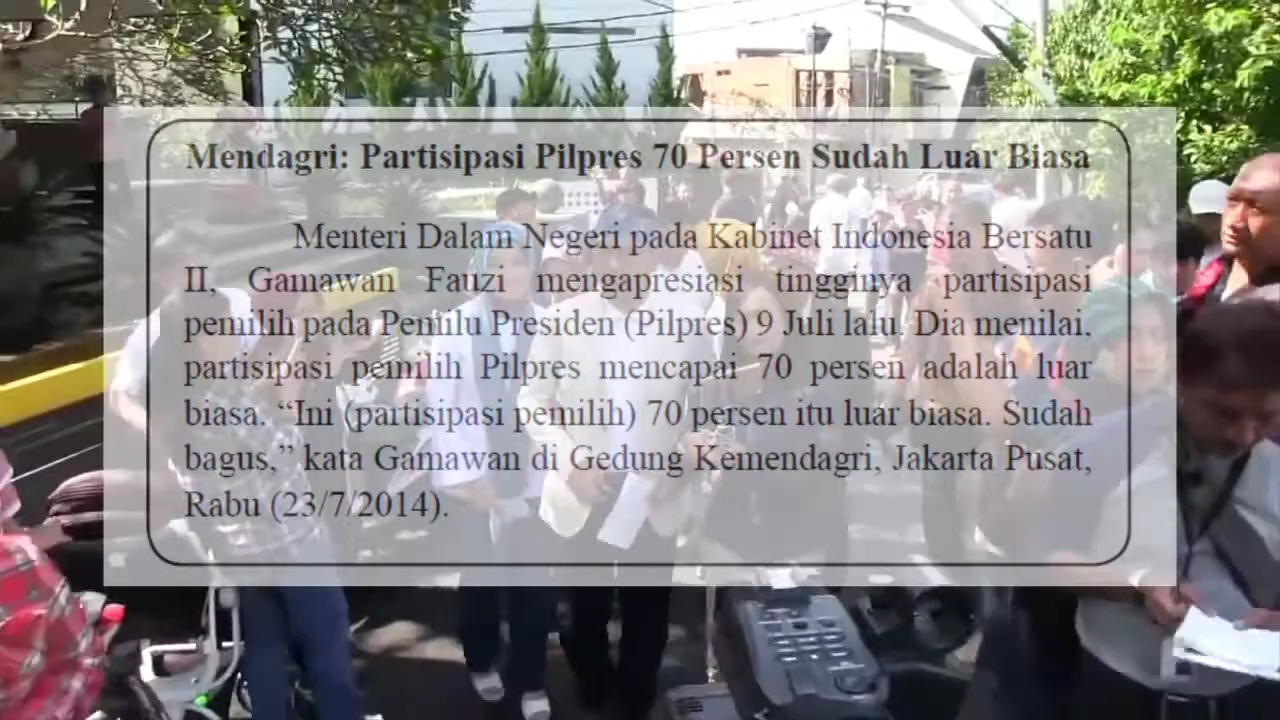 Mendagri: Partisipasi Pilpres 70 Persen Sudah Luar Biasa
Menteri Dalam Negeri pada Kabinet Indonesia Bersatu
II, Gamawan Fauzi mengapresiasi tingginya partisipasi
pemilih pada Pemilu Presiden (Pilpres) 9 Juli lalu. Dia menilai,
partisipasi pemilih Pilpres mencapai 70 persen adalah luar
biasa. “Ini (partisipasi pemilih) 70 persen itu luar biasa. Sudah
bagus,” kata Gamawan di Gedung Kemendagri, Jakarta Pusat,
Rabu (23/7/2014).